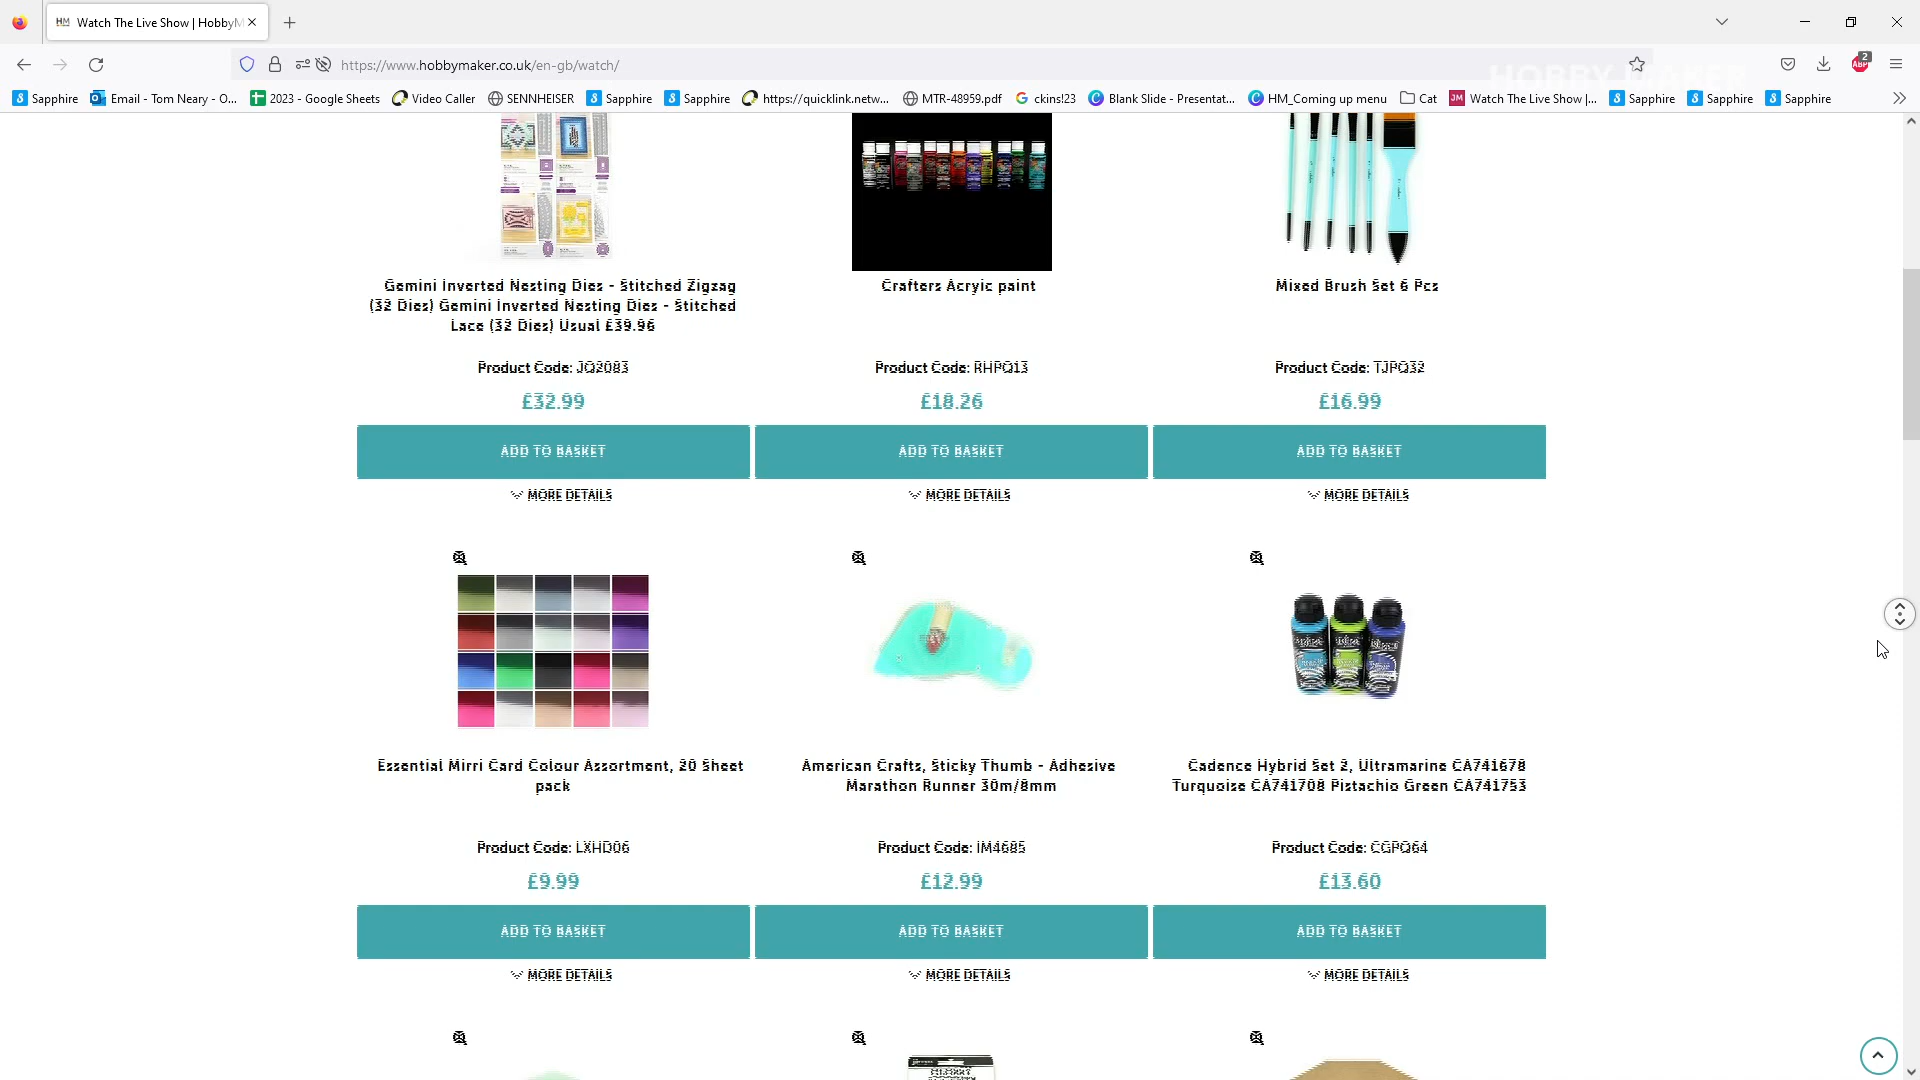 HM Watch The Live Show | HobbyM
https://www.hobbymaker.co.uk/en-gb/watch/
HOBBY MAKER
2
ABP
Sapphire
Email - Tom Neary - O...
2023 - Google Sheets
Video Caller
SENNHEISER
Sapphire
Sapphire
https://quicklink.netw...
MTR-48959.pdf
ckins!23
Blank Slide - Presentat...
HM_Coming up menu
Cat
JM Watch The Live Show |...
Sapphire
Sapphire
Sapphire
Gemini Inverted Nesting Dies - Stitched Zigzag
(32 Dies) Gemini Inverted Nesting Dies - Stitched
Lace (32 Dies) Usual £39.96
Crafters Acryic paint
Mixed Brush Set 6 Pcs
Product Code: JQ2083
Product Code: RHPQ13
Product Code: TJPQ32
£32.99
£18.26
£16.99
ADD TO BASKET
ADD TO BASKET
ADD TO BASKET
MORE DETAILS
MORE DETAILS
MORE DETAILS
Essential Mirri Card Colour Assortment, 20 Sheet
pack
American Crafts, Sticky Thumb - Adhesive
Marathon Runner 30m/8mm
Cadence Hybrid Set 2, Ultramarine CA741678
Turquoise CA741708 Pistachio Green CA741753
Product Code: LXHD06
Product Code: IM4685
Product Code: CGPQ64
£9.99
£12.99
£13.60
ADD TO BASKET
ADD TO BASKET
ADD TO BASKET
MORE DETAILS
MORE DETAILS
MORE DETAILS